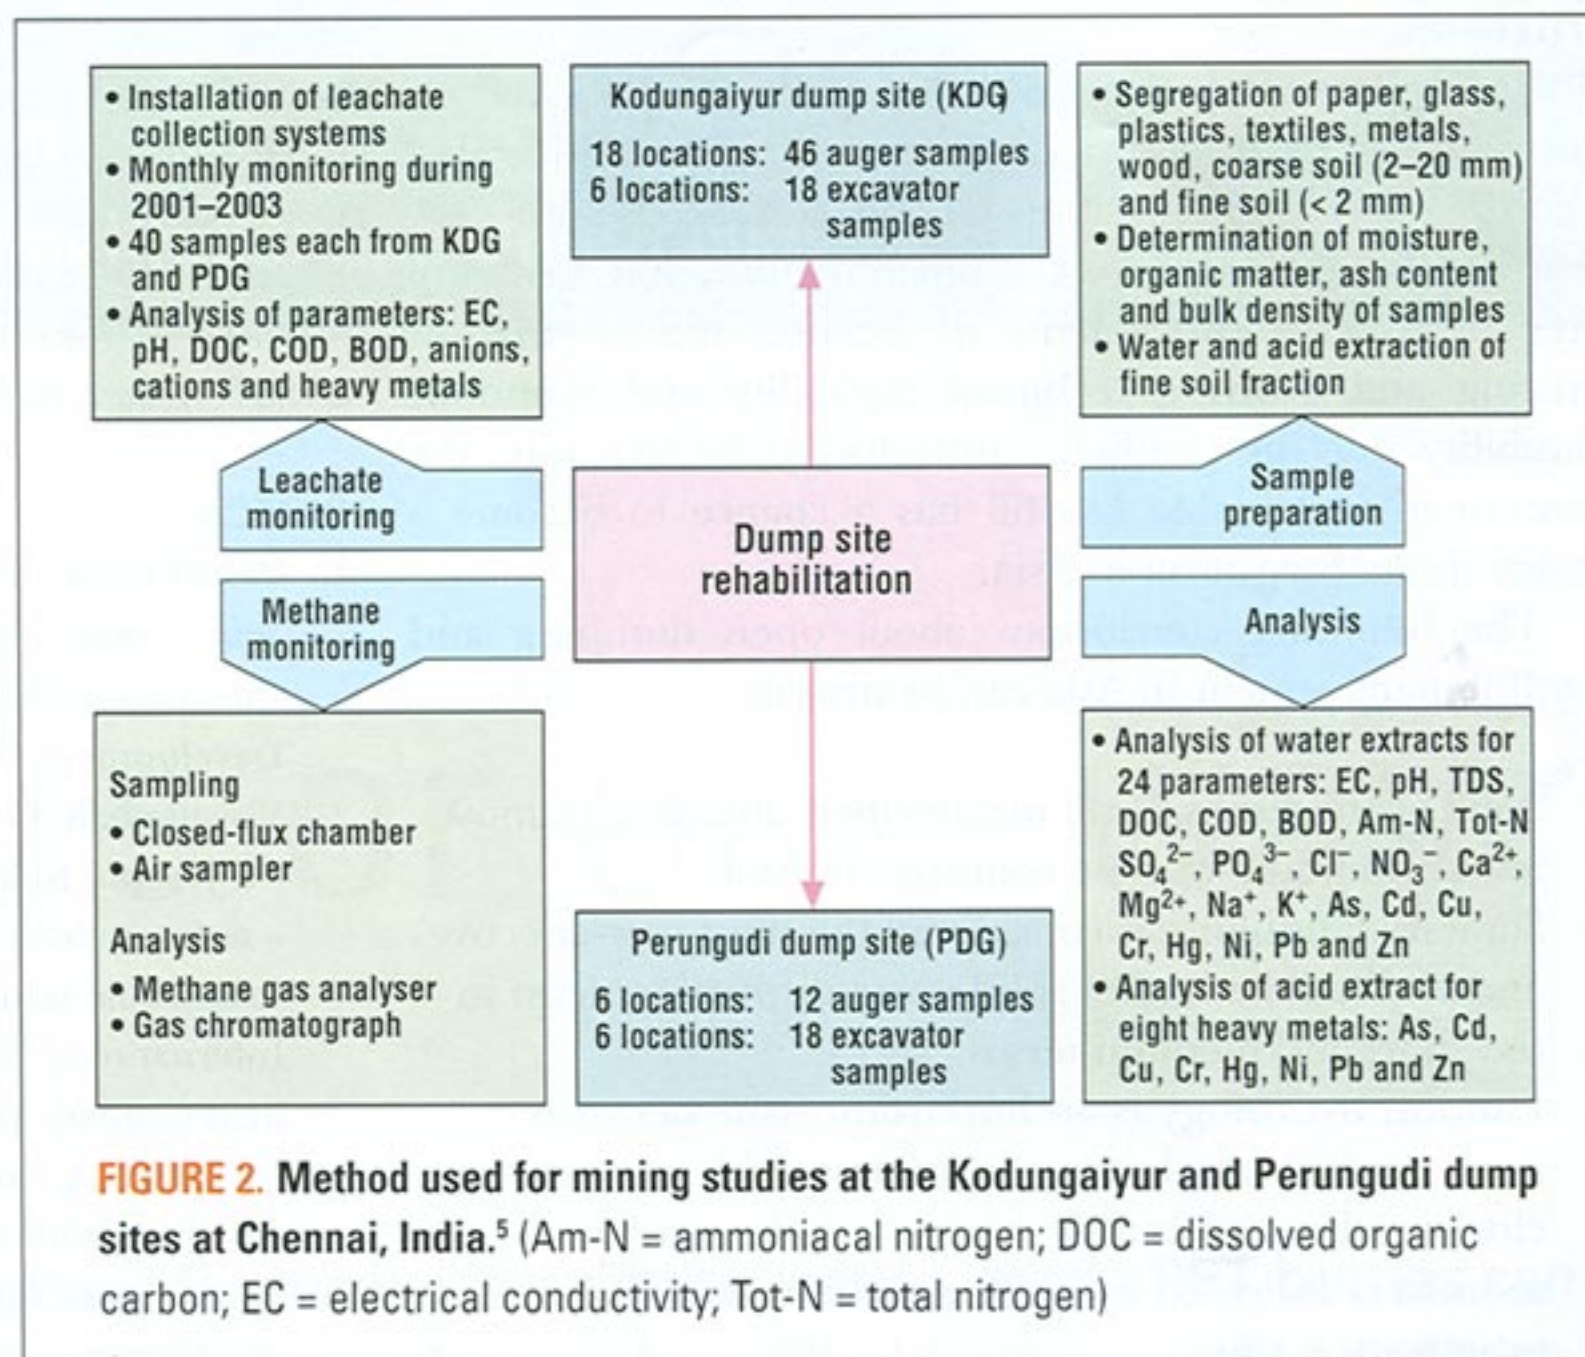 • Installation of leachate
collection systems
• Monthly monitoring during
2001–2003
• 40 samples each from KDG
and PDG
• Analysis of parameters: EC,
pH, DOC, COD, BOD, anions,
cations and heavy metals
Kodungaiyur dump site (KDG)
18 locations: 46 auger samples
6 locations: 18 excavator
samples
• Segregation of paper, glass,
plastics, textiles, metals,
wood, coarse soil (2–20 mm)
and fine soil (< 2 mm)
• Determination of moisture,
organic matter, ash content
and bulk density of samples
• Water and acid extraction of
fine soil fraction
Leachate
monitoring
Dump site
rehabilitation
Sample
preparation
Methane
monitoring
Analysis
Sampling
• Closed-flux chamber
• Air sampler
Analysis
• Methane gas analyser
• Gas chromatograph
Perungudi dump site (PDG)
6 locations: 12 auger samples
6 locations: 18 excavator
samples
• Analysis of water extracts for
24 parameters: EC, pH, TDS,
DOC, COD, BOD, Am-N, Tot-N
SO₄²⁻, PO₄³⁻, Cl⁻, NO₃⁻, Ca²⁺,
Mg²⁺, Na⁺, K⁺, As, Cd, Cu,
Cr, Hg, Ni, Pb and Zn
• Analysis of acid extract for
eight heavy metals: As, Cd,
Cu, Cr, Hg, Ni, Pb and Zn
FIGURE 2. Method used for mining studies at the Kodungaiyur and Perungudi dump
sites at Chennai, India.⁵ (Am-N = ammoniacal nitrogen; DOC = dissolved organic
carbon; EC = electrical conductivity; Tot-N = total nitrogen)